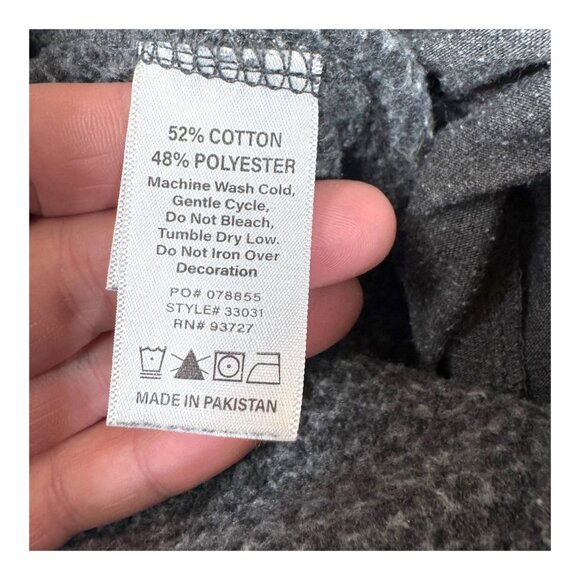 52% COTTON
48% POLYESTER
Machine Wash Cold,
Gentle Cycle,
Do Not Bleach,
Tumble Dry Low.
Do Not Iron Over
Decoration
PO# 078855
STYLE# 33031
RN# 93727
MADE IN PAKISTAN